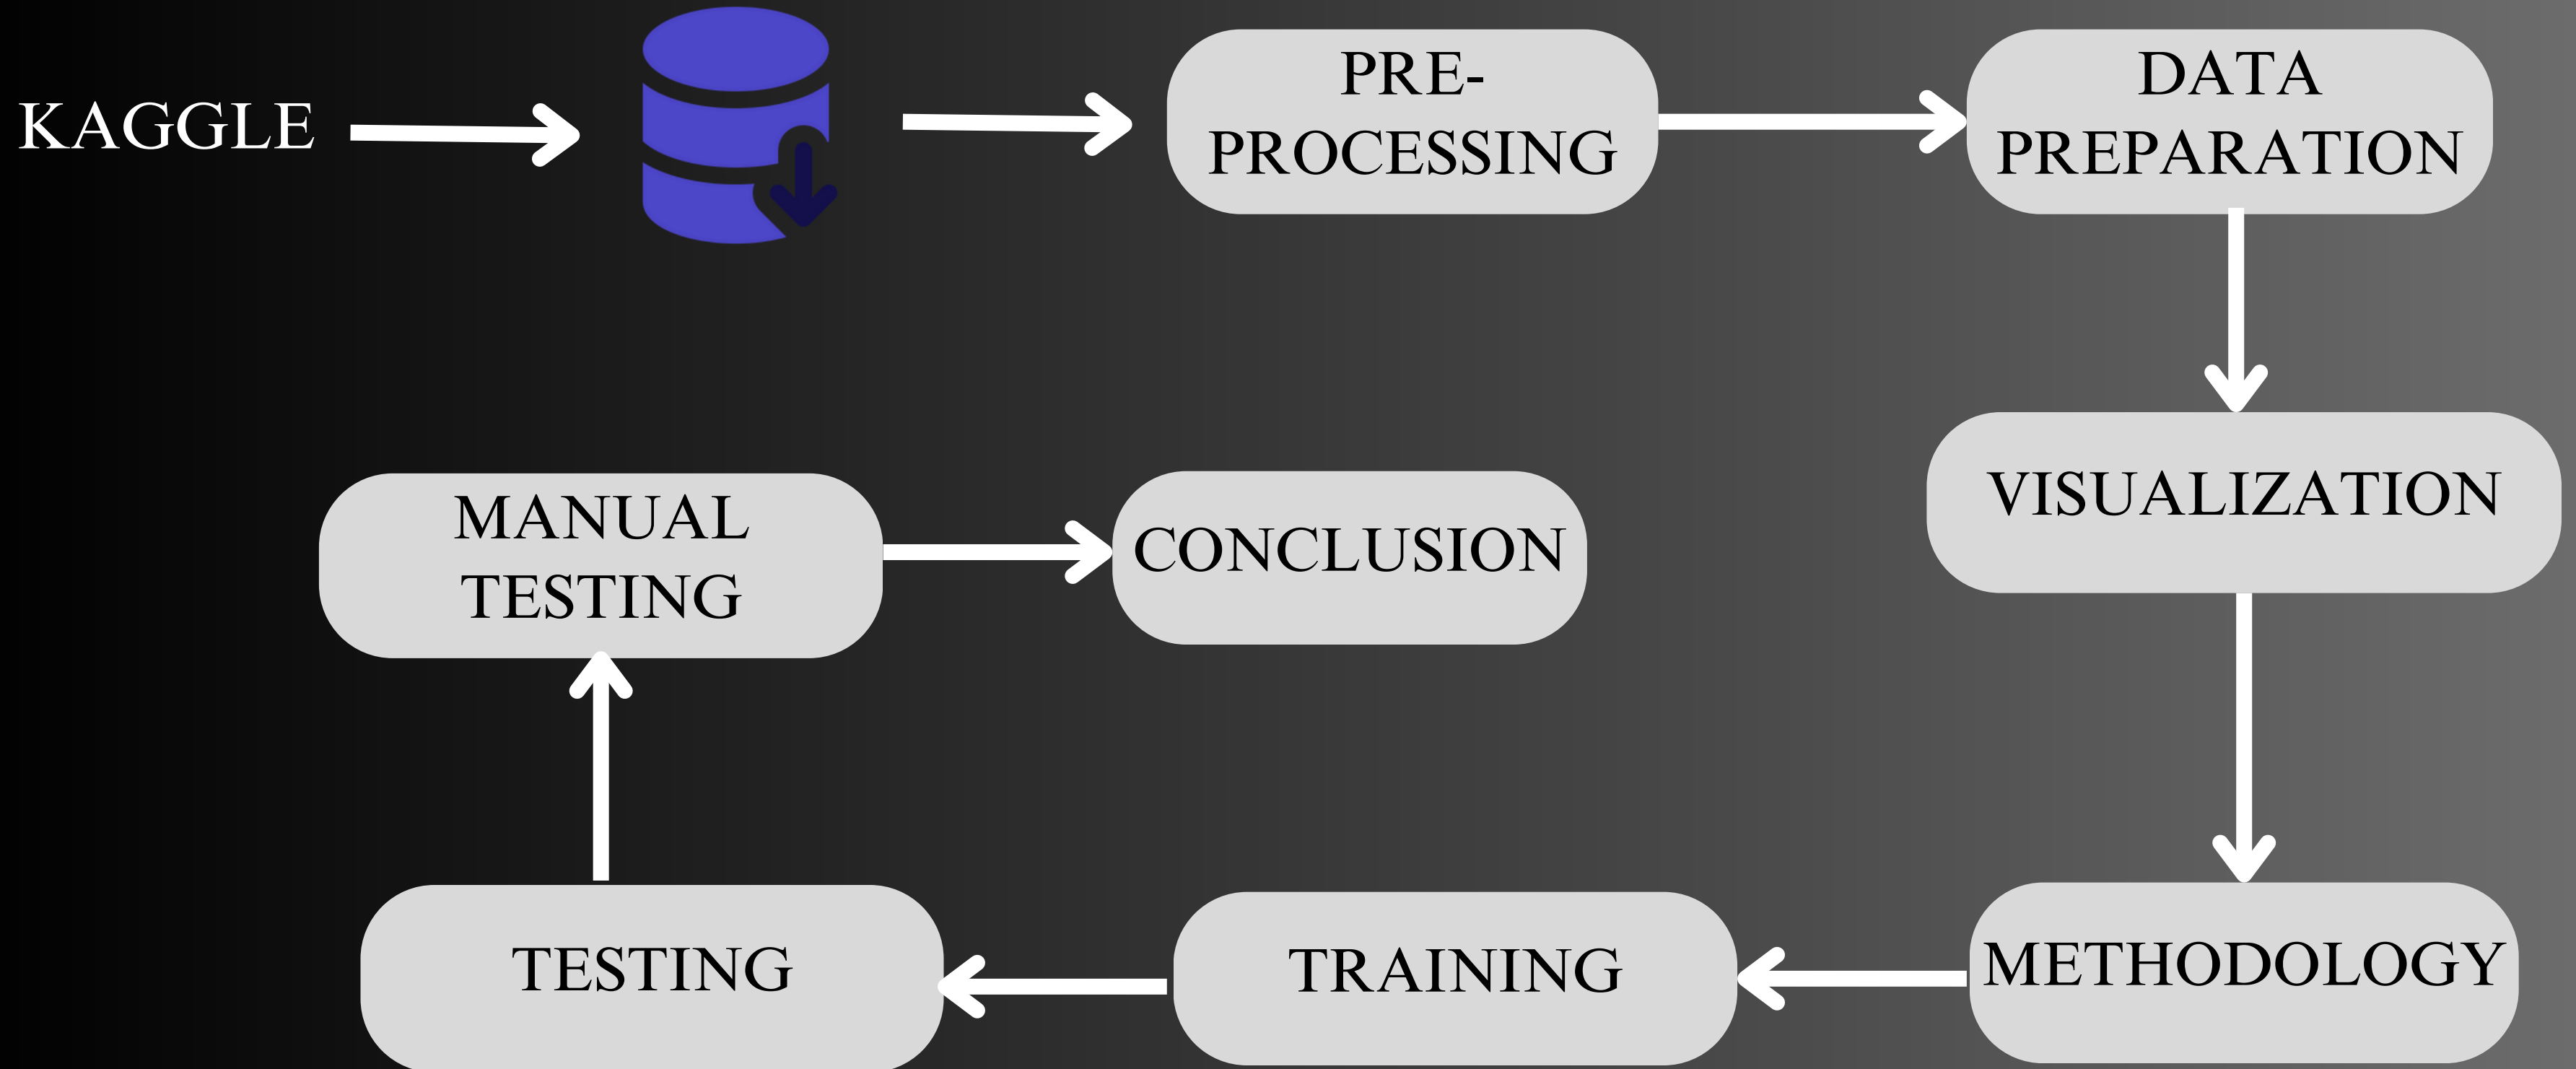 KAGGLE
PRE-
PROCESSING
DATA
PREPARATION
VISUALIZATION
MANUAL
TESTING
CONCLUSION
TESTING
TRAINING
METHODOLOGY